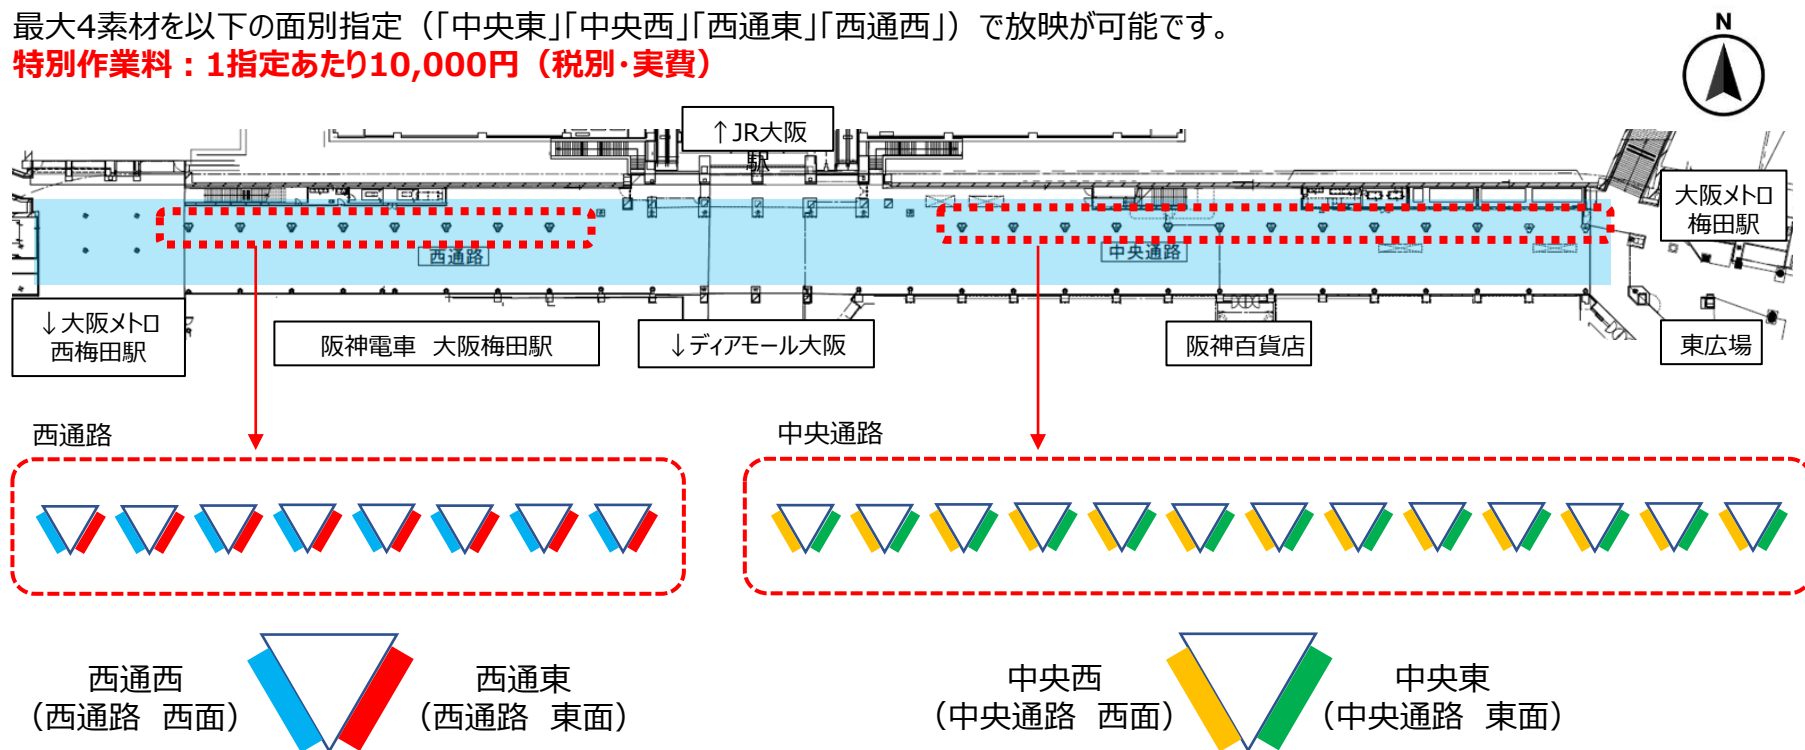 最大4素材を以下の面別指定（「中央東」「中央西」「西通東」「西通西」）で放映が可能です。
特別作業料：1指定あたり10,000円（税別・実費）
N
↑JR大阪
駅
大阪メトロ
梅田駅
西通路
中央通路
↓大阪メトロ
西梅田駅
阪神電車　大阪梅田駅
↓ディアモール大阪
阪神百貨店
東広場
西通路
中央通路
西通西
（西通路　西面）
西通東
（西通路　東面）
中央西
（中央通路　西面）
中央東
（中央通路　東面）